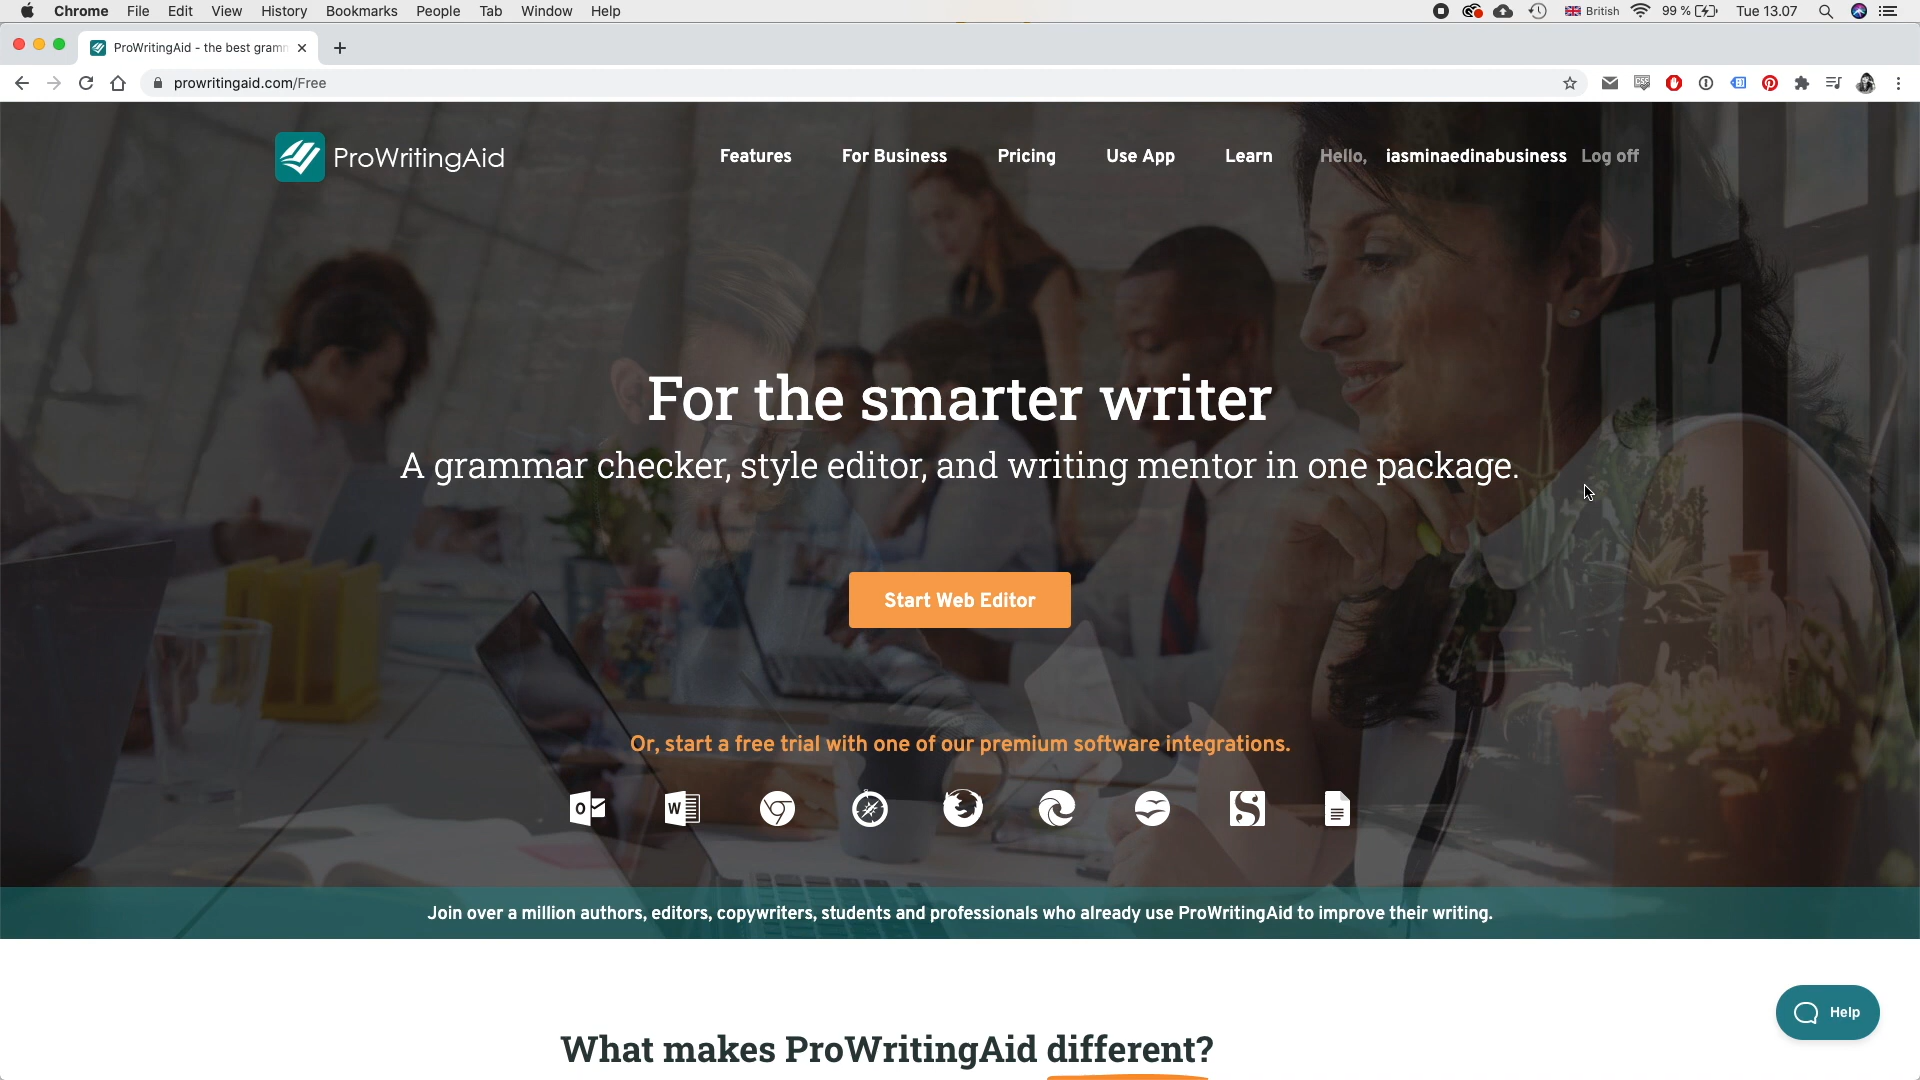 Chrome File Edit View History Bookmarks People Tab Window Help
British 99 % Tue 13.07
ProWritingAid - the best gramm
prowritingaid.com/Free
ProWritingAid
Features For Business Pricing Use App Learn Hello, iasminaedinabusiness Log off
For the smarter writer
A grammar checker, style editor, and writing mentor in one package.
Start Web Editor
Or, start a free trial with one of our premium software integrations.
Join over a million authors, editors, copywriters, students and professionals who already use ProWritingAid to improve their writing.
Help
What makes ProWritingAid different?